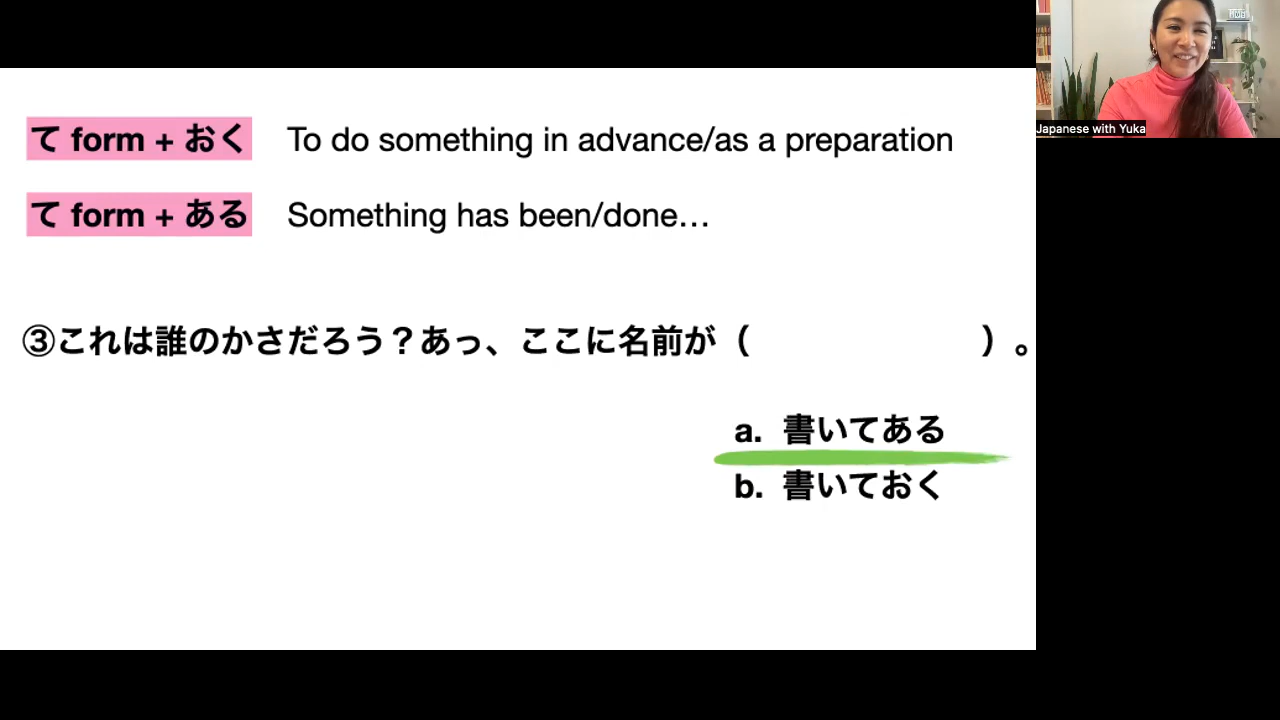 て form + おく To do something in advance/as a preparation
て form + ある Something has been/done…
③これは誰のかさだろう？あっ、ここに名前が（ ）。
a. 書いてある
b. 書いておく
Japanese with Yuka